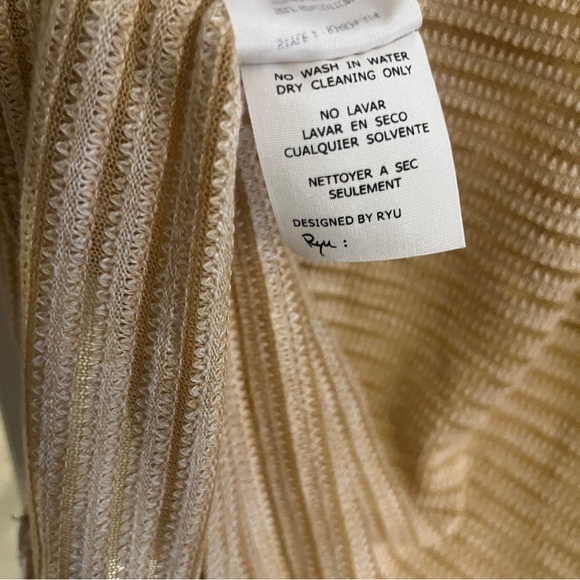 NO WASH IN WATER
DRY CLEANING ONLY
NO LAVAR
LAVAR EN SECO
CUALQUIER SOLVENTE
NETTOYER A SEC
SEULEMENT
DESIGNED BY RYU
Ryu :